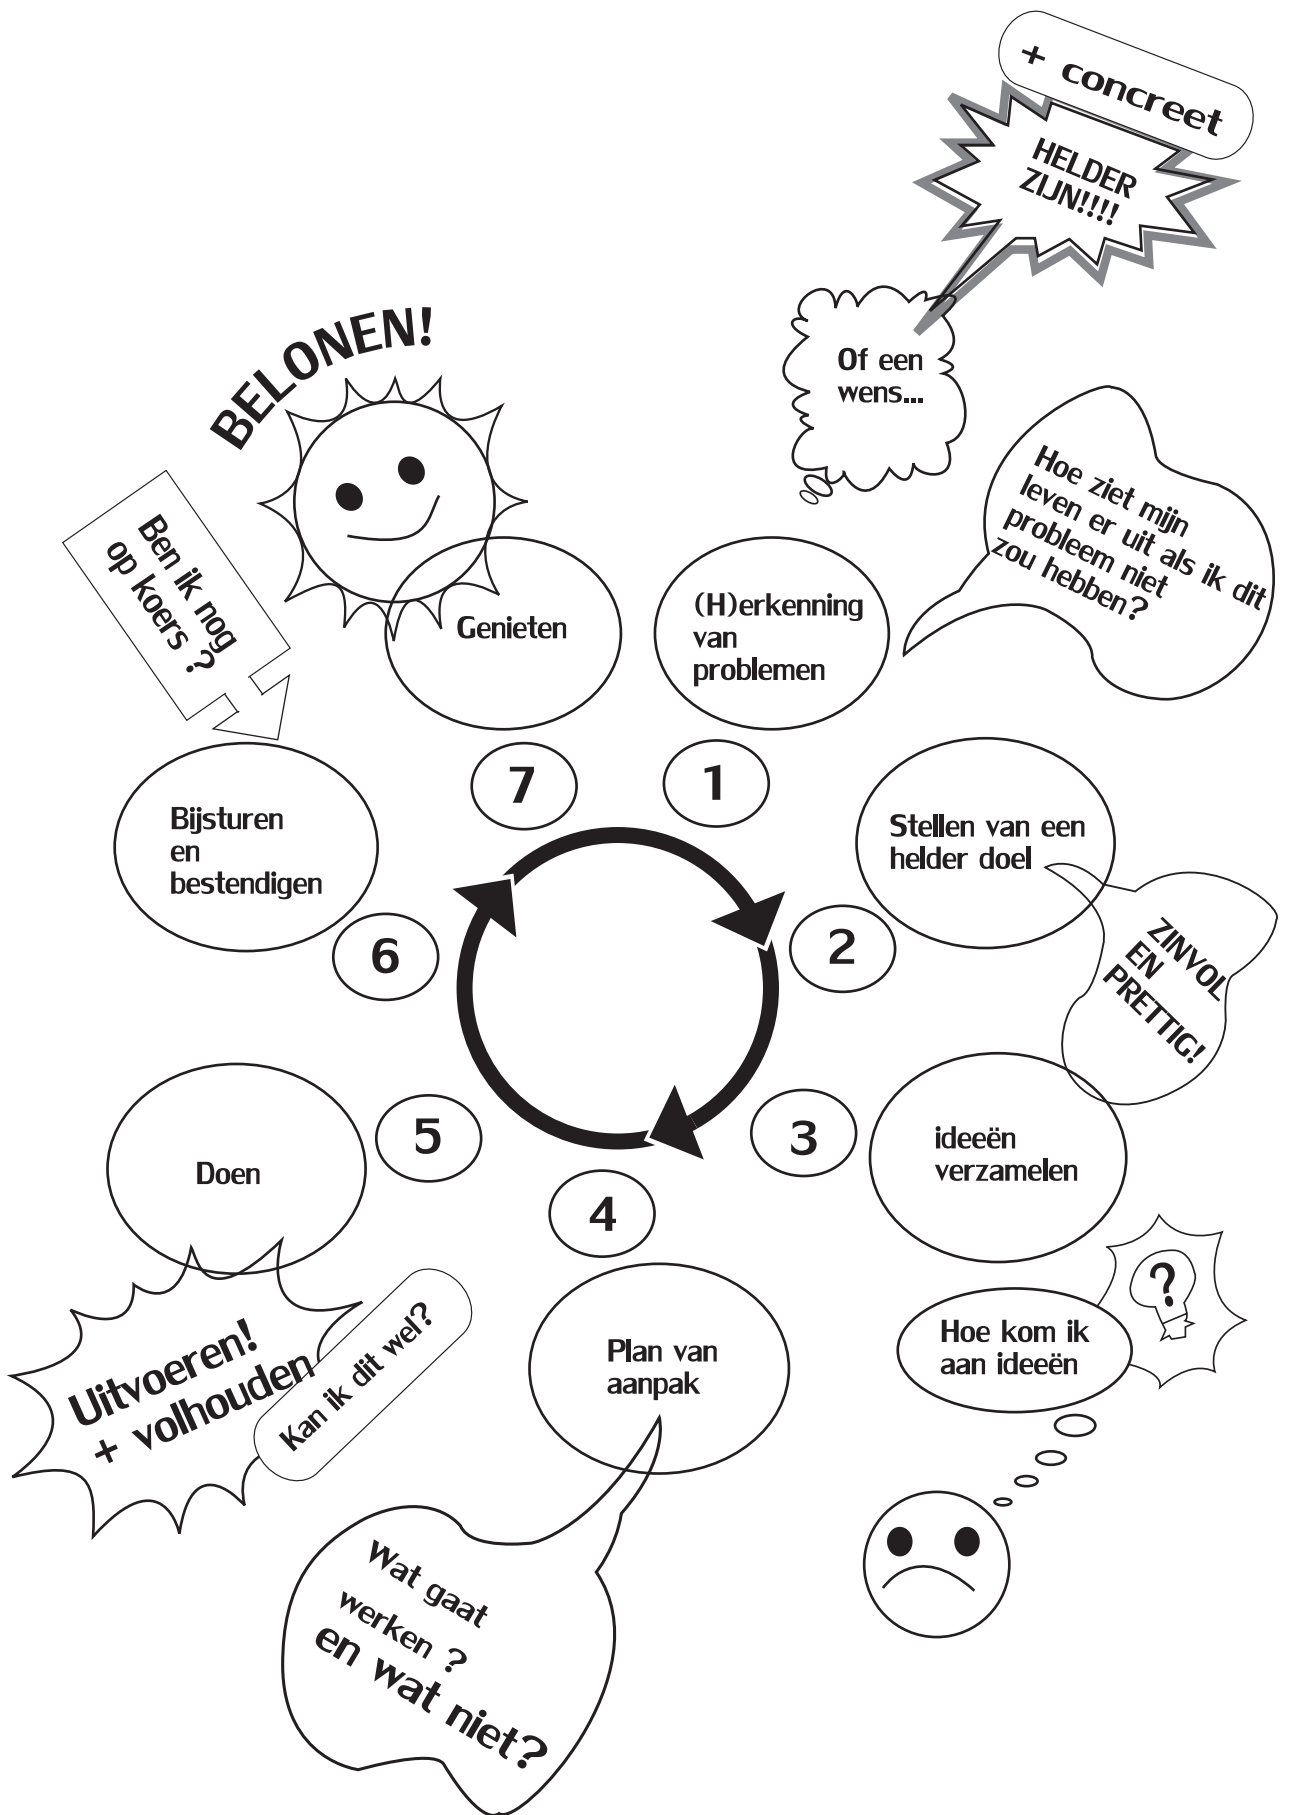 + concreet
HELDER
ZIJN!!!!
Of een
wens...
Hoe ziet mijn
leven er uit als ik dit
probleem niet
zou hebben?
BELONEN!
Ben ik nog
op koers ?
Genieten
(H)erkenning
van
problemen
7
1
Bijsturen
en
bestendigen
Stellen van een
helder doel
6
2
ZINVOL
EN
PRETTIG!
5
3
ideeën
verzamelen
Doen
4
?
Hoe kom ik
aan ideeën
Plan van
aanpak
Uitvoeren!
+ volhouden
Kan ik dit wel?
Wat gaat
werken ?
en wat niet?